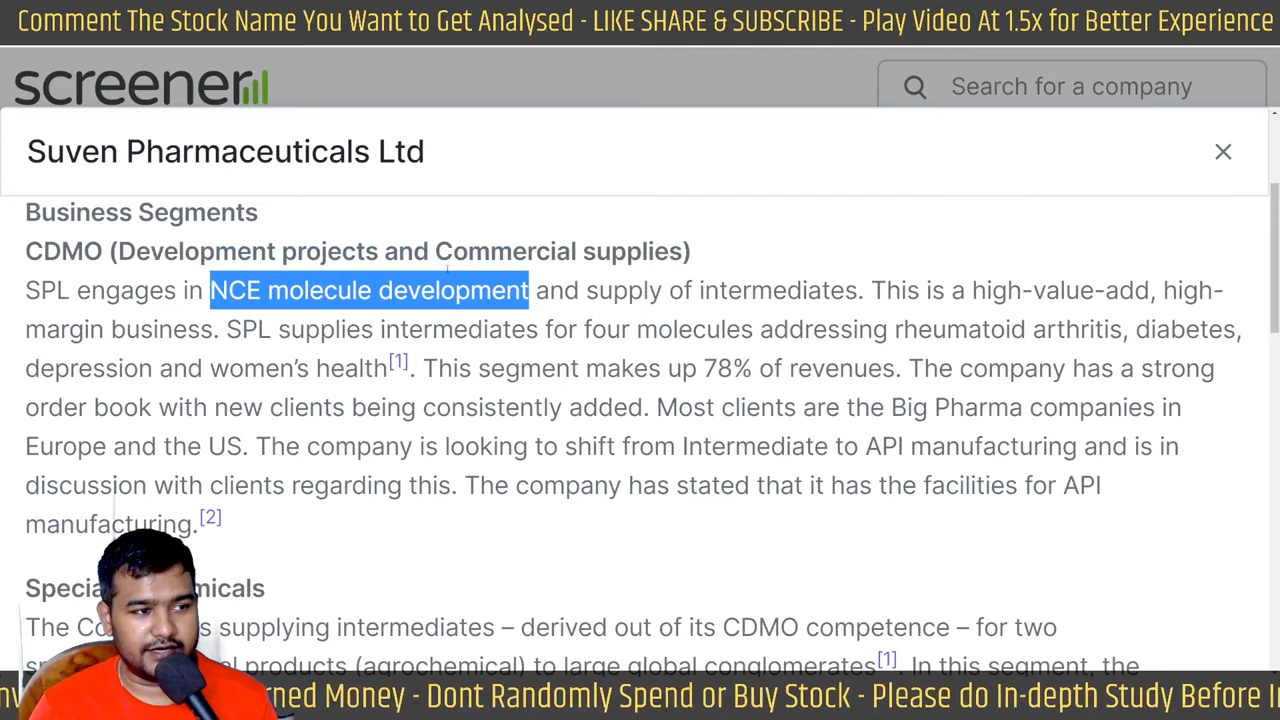 Comment The Stock Name You Want to Get Analysed - LIKE SHARE & SUBSCRIBE - Play Video At 1.5x for Better Experience
screener
Search for a company
Suven Pharmaceuticals Ltd
Business Segments
CDMO (Development projects and Commercial supplies)
SPL engages in NCE molecule development and supply of intermediates. This is a high-value-add, high-
margin business. SPL supplies intermediates for four molecules addressing rheumatoid arthritis, diabetes,
depression and women's health[1]. This segment makes up 78% of revenues. The company has a strong
order book with new clients being consistently added. Most clients are the Big Pharma companies in
Europe and the US. The company is looking to shift from Intermediate to API manufacturing and is in
discussion with clients regarding this. The company has stated that it has the facilities for API
manufacturing.[2]
The supplying intermediates – derived out of its CDMO competence – for two
products (agrochemical) to large global conglomerates[1]. In this segment, the
Money - Dont Randomly Spend or Buy Stock - Please do In-depth Study Before